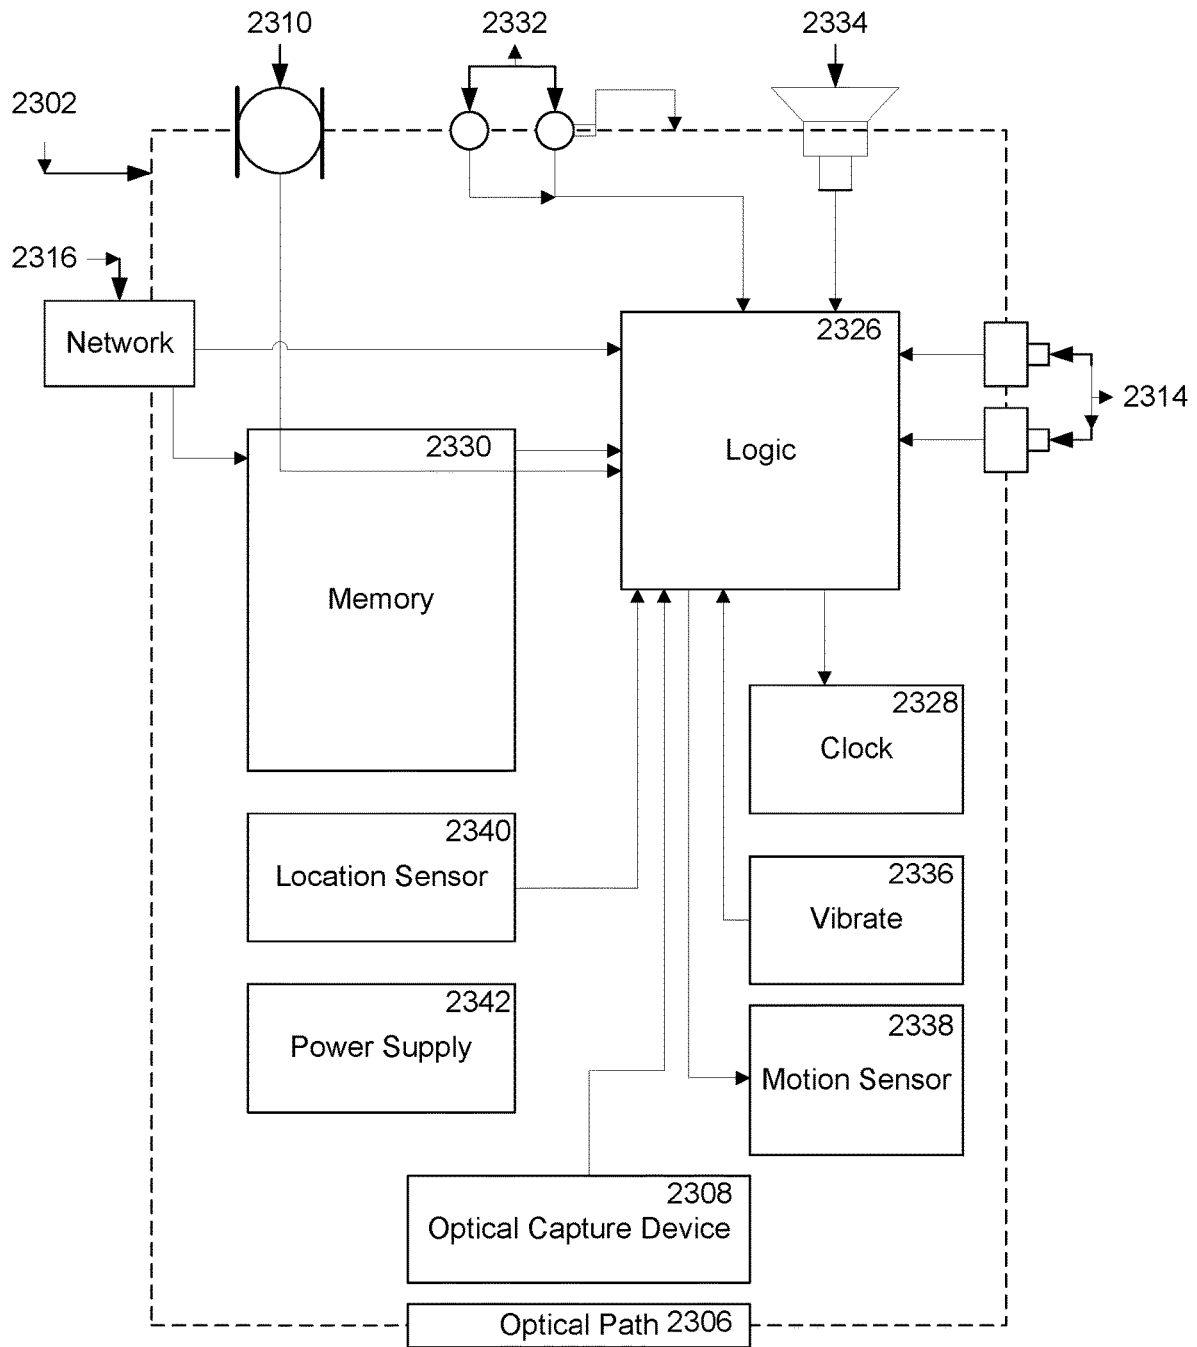 2310 2332 2334
2302
2316
Network
2326
2314
2330
Logic
Memory
2328
Clock
2340
Location Sensor
2336
Vibrate
2342
Power Supply
2338
Motion Sensor
2308
Optical Capture Device
Optical Path 2306